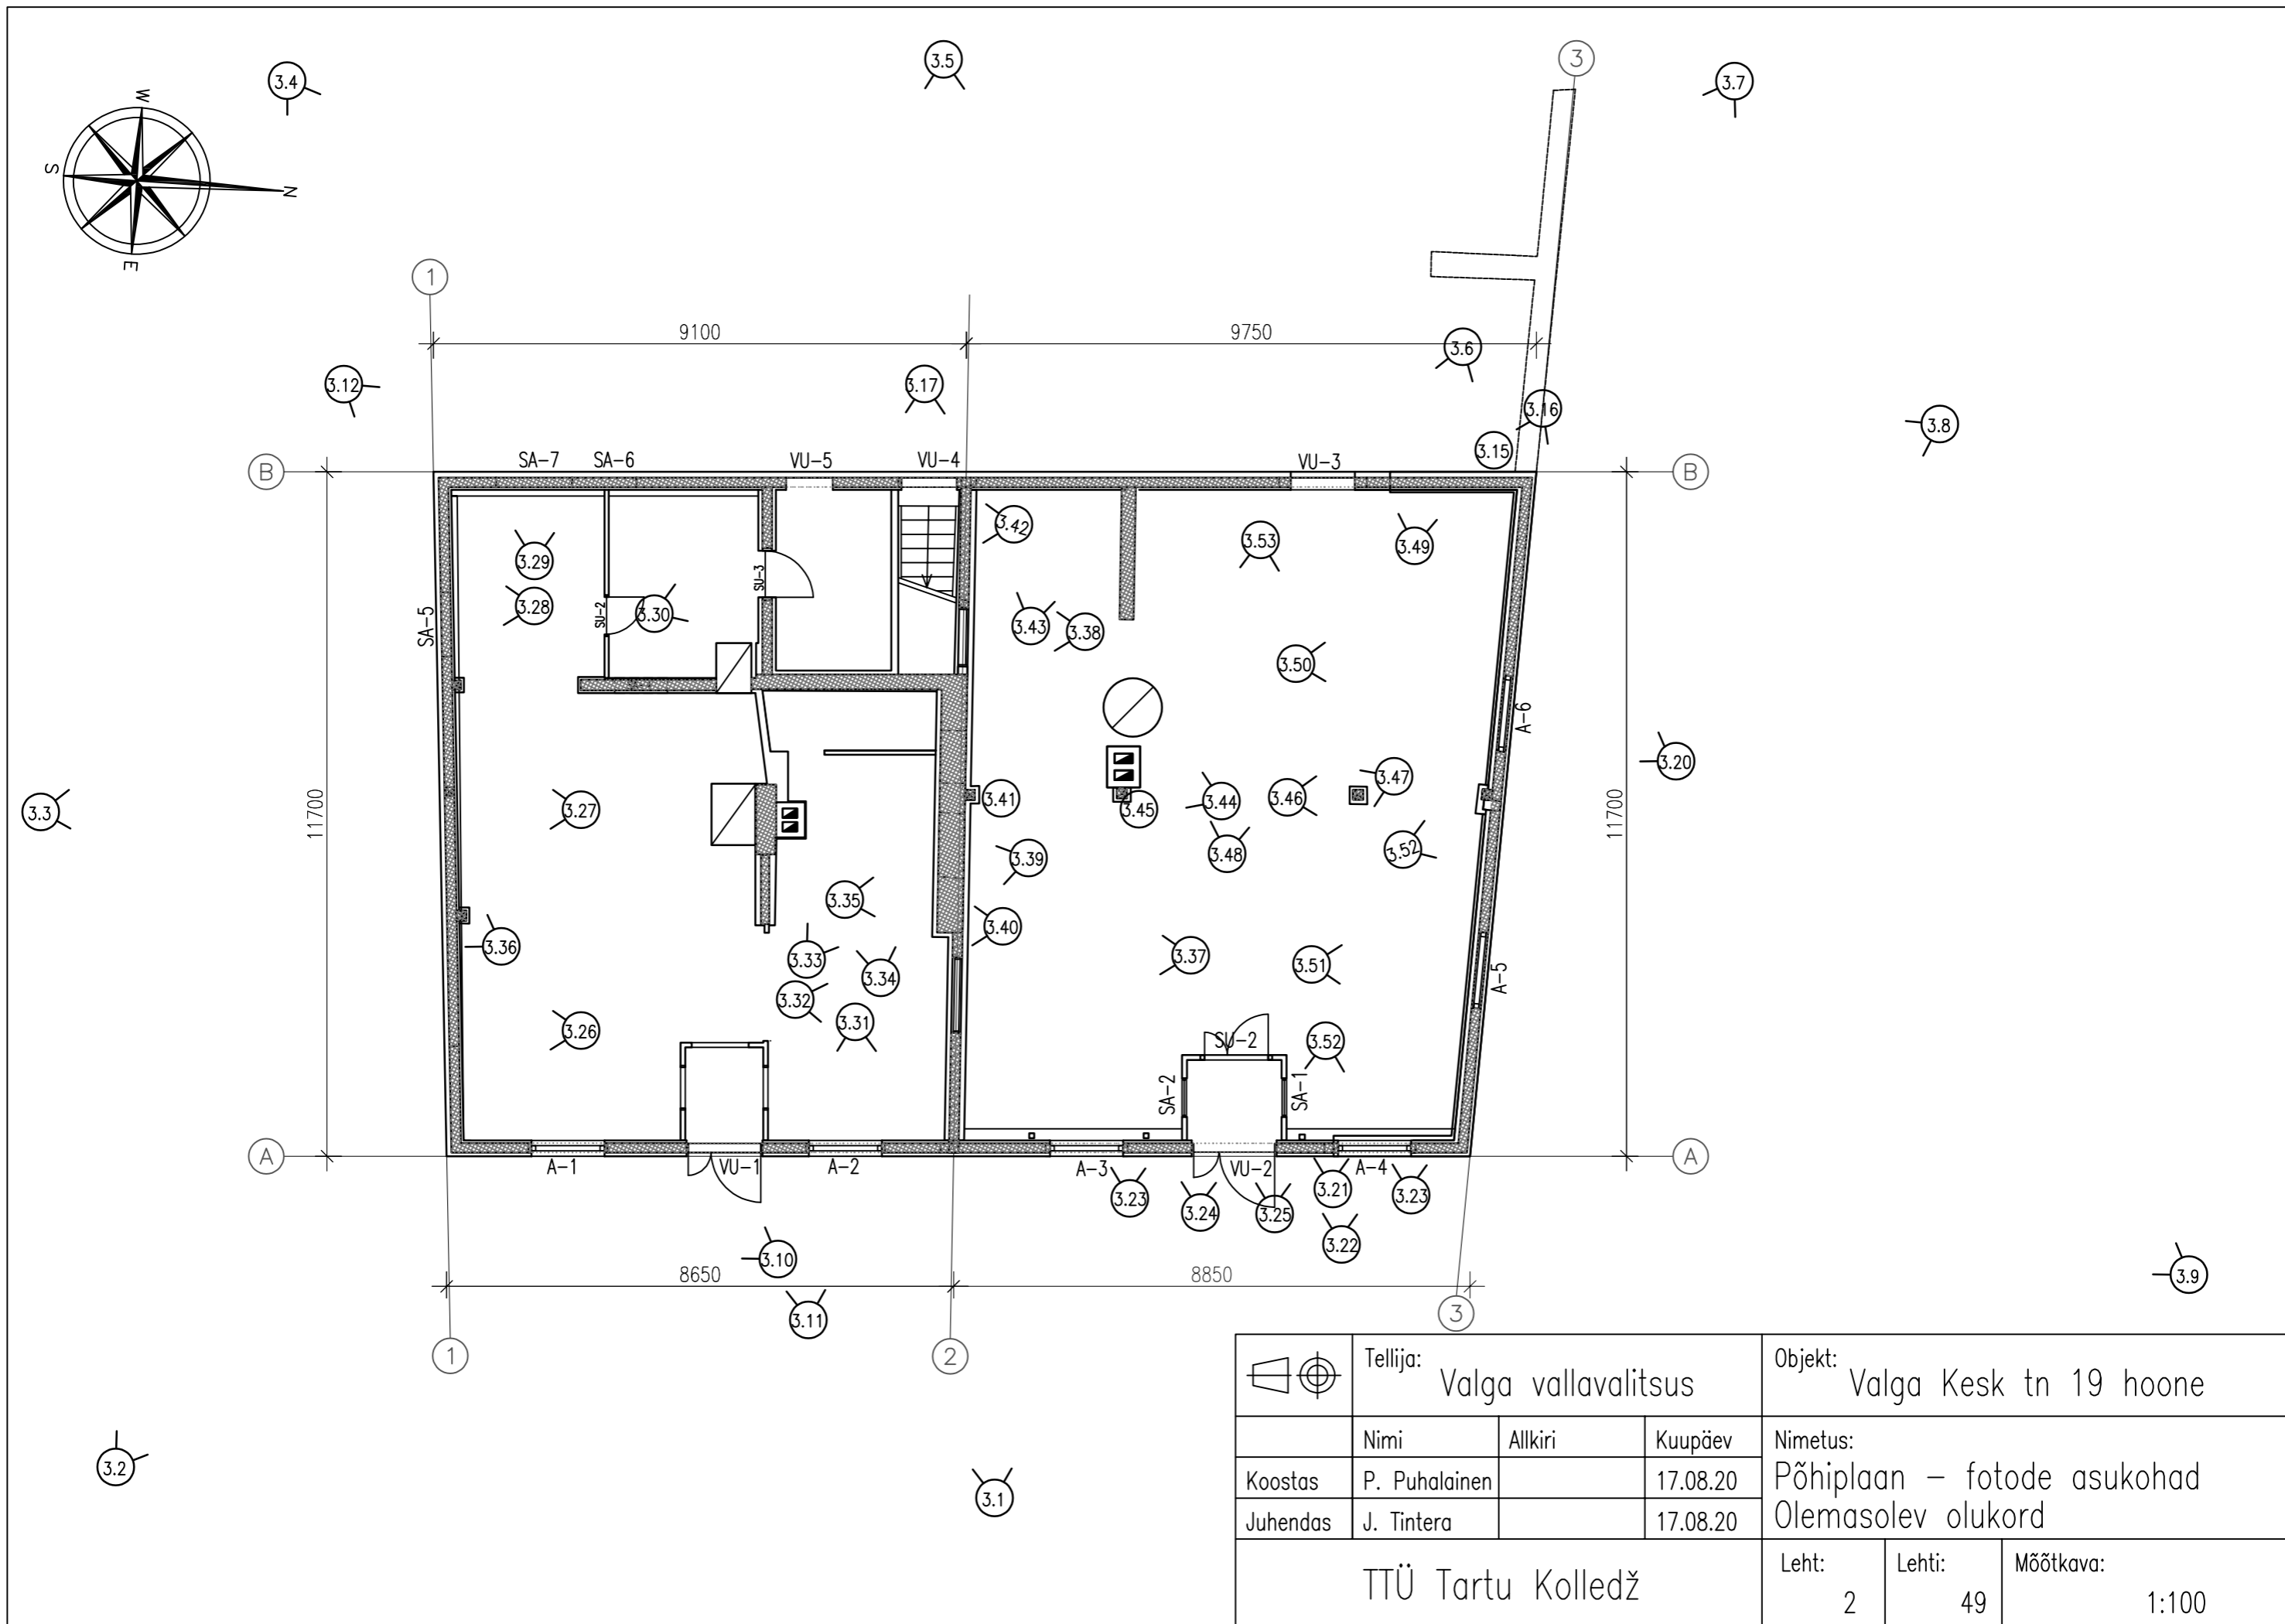 3.4
3.5
3
3.7
W
S
N
E
1
9100
9750
3.6
3.12
3.17
3.16
3.8
3.15
B
SA-7
SA-6
VU-5
VU-4
VU-3
B
3.42
3.53
3.49
3.29
3.28
SU-2
3.30
SU-3
SA-5
3.43
3.38
3.50
A-6
3.20
3.3
11700
3.27
3.41
3.45
3.44
3.46
3.47
11700
3.48
3.52
3.39
3.35
3.40
3.36
3.33
3.34
3.37
3.51
A-5
3.32
3.31
3.26
SU-2
3.52
SA-2
SA-1
A
A-1
VU-1
A-2
A-3
VU-2
A-4
A
3.23
3.24
3.25
3.21
3.23
3.22
3.10
8650
8850
3.9
3.11
3
1
2
3.2
3.1
Tellija:
Valga vallavalitsus
Objekt:
Valga Kesk tn 19 hoone
Nimi
Allkiri
Kuupäev
Koostas
P. Puhalainen
17.08.20
Juhendas
J. Tintera
17.08.20
Nimetus:
Põhiplaan - fotode asukohad
Olemasolev olukord
TTÜ Tartu Kolledž
Leht:
2
Lehti:
49
Mõõtkava:
1:100